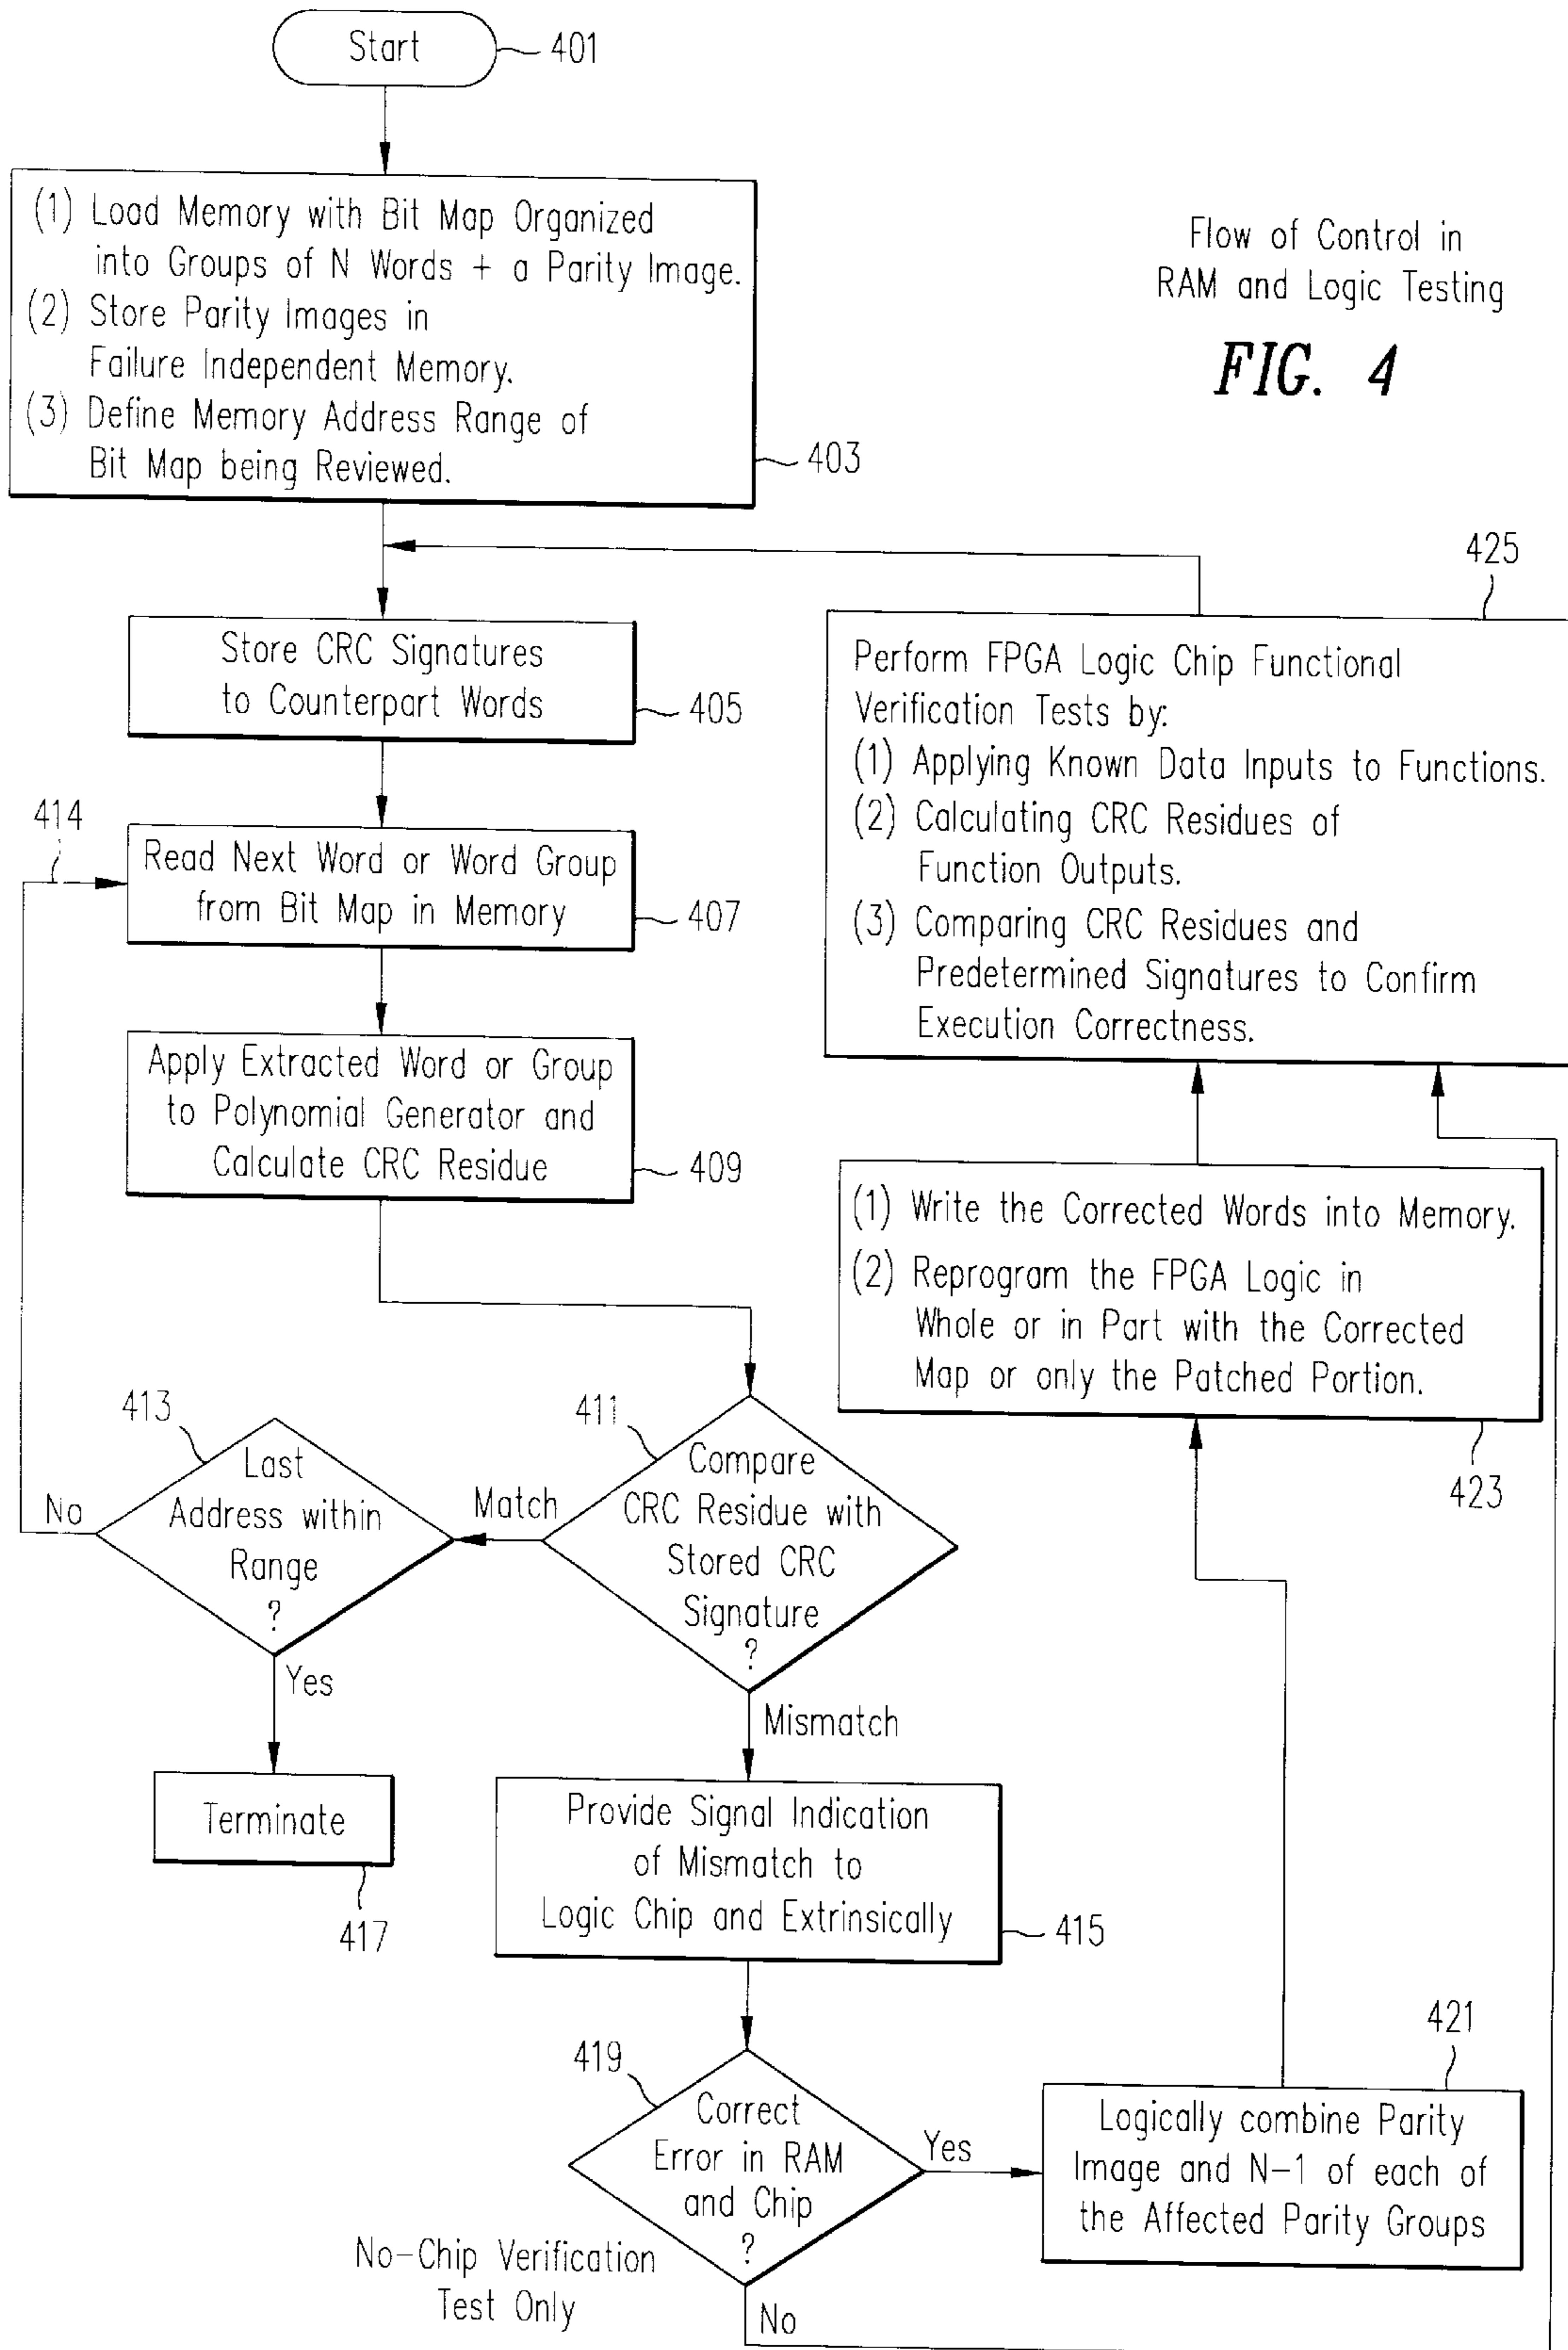 Start
401
(1) Load Memory with Bit Map Organized
into Groups of N Words + a Parity Image.
(2) Store Parity Images in
Failure Independent Memory.
(3) Define Memory Address Range of
Bit Map being Reviewed.
403
Flow of Control in
RAM and Logic Testing
FIG. 4
Store CRC Signatures
to Counterpart Words
405
414
Read Next Word or Word Group
from Bit Map in Memory
407
Apply Extracted Word or Group
to Polynomial Generator and
Calculate CRC Residue
409
425
Perform FPGA Logic Chip Functional
Verification Tests by:
(1) Applying Known Data Inputs to Functions.
(2) Calculating CRC Residues of
Function Outputs.
(3) Comparing CRC Residues and
Predetermined Signatures to Confirm
Execution Correctness.
(1) Write the Corrected Words into Memory.
(2) Reprogram the FPGA Logic in
Whole or in Part with the Corrected
Map or only the Patched Portion.
423
413
Last
Address within
Range
?
No
Yes
Match
411
Compare
CRC Residue with
Stored CRC
Signature
?
Mismatch
Terminate
417
Provide Signal Indication
of Mismatch to
Logic Chip and Extrinsically
415
419
Correct
Error in RAM
and Chip
?
Yes
421
Logically combine Parity
Image and N-1 of each of
the Affected Parity Groups
No-Chip Verification
Test Only
No